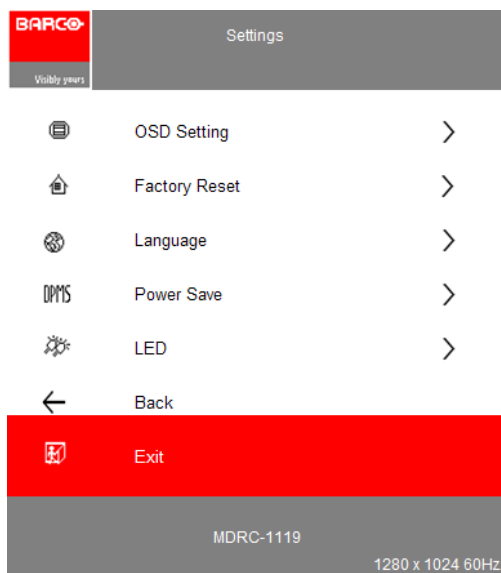 BARCO
Visibly yours
Settings
OSD Setting
Factory Reset
Language
DPMS Power Save
LED
Back
Exit
MDRC-1119
1280 x 1024 60Hz